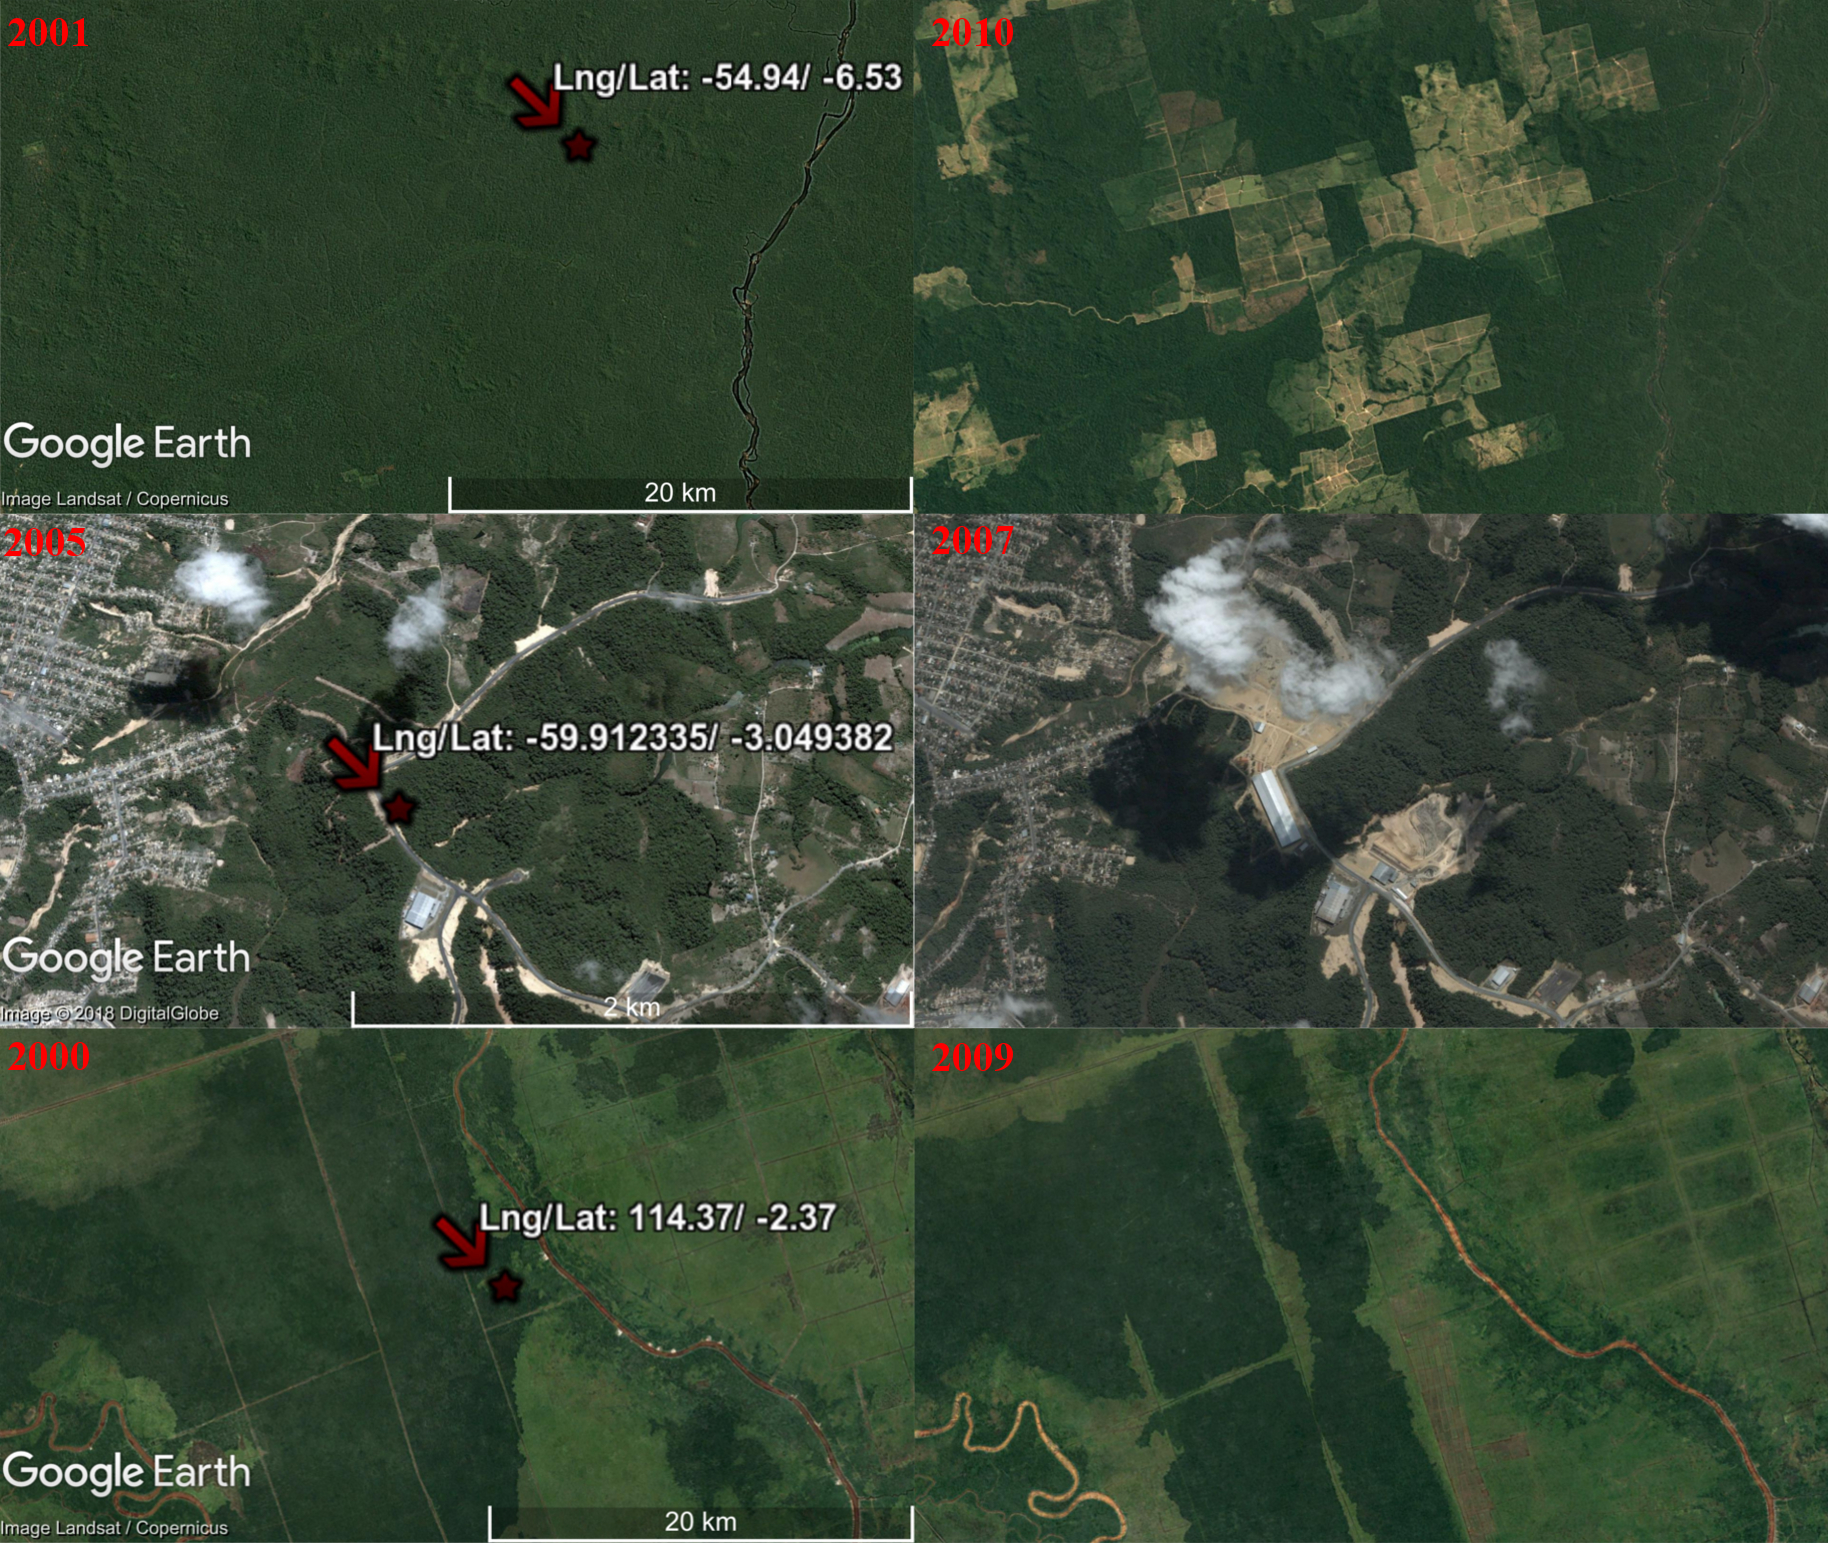 2001
Lng/Lat: -54.94/ -6.53
Google Earth
Image Landsat / Copernicus
20 km
2010
2005
Lng/Lat: -59.912335/ -3.049382
Google Earth
Image © 2018 DigitalGlobe
2 km
2007
2000
Lng/Lat: 114.37/ -2.37
Google Earth
Image Landsat / Copernicus
20 km
2009